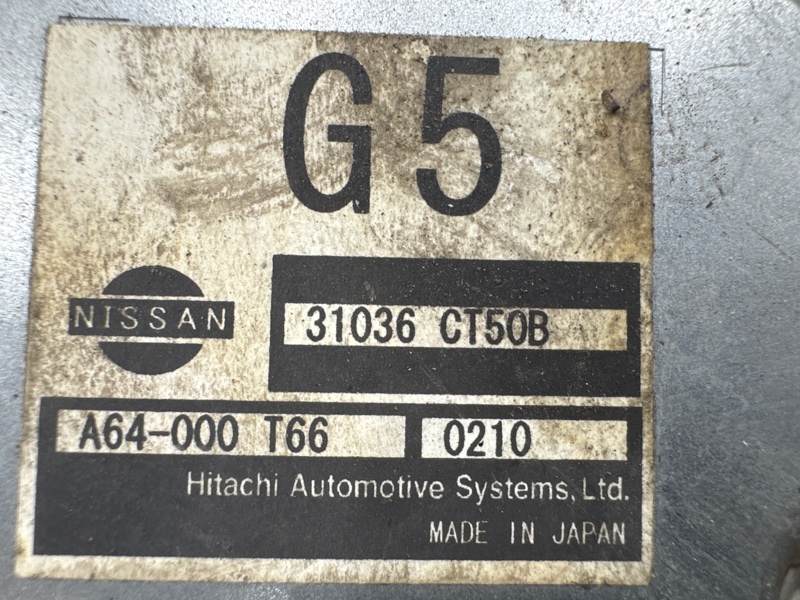 G5
NISSAN
31036 CT50B
A64-000 T66
0210
Hitachi Automotive Systems, Ltd.
MADE IN JAPAN